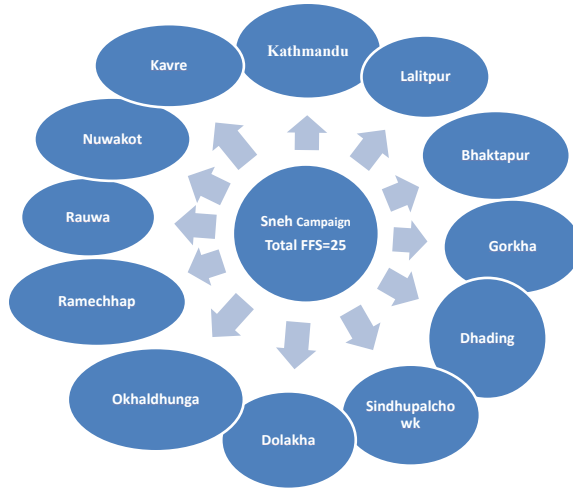 Kathmandu
Lalitpur
Bhaktapur
Gorkha
Dhading
Sindhupalcho
wk
Dolakha
Okhaldhunga
Ramechhap
Rauwa
Nuwakot
Kavre
Sneh Campaign
Total FFS=25